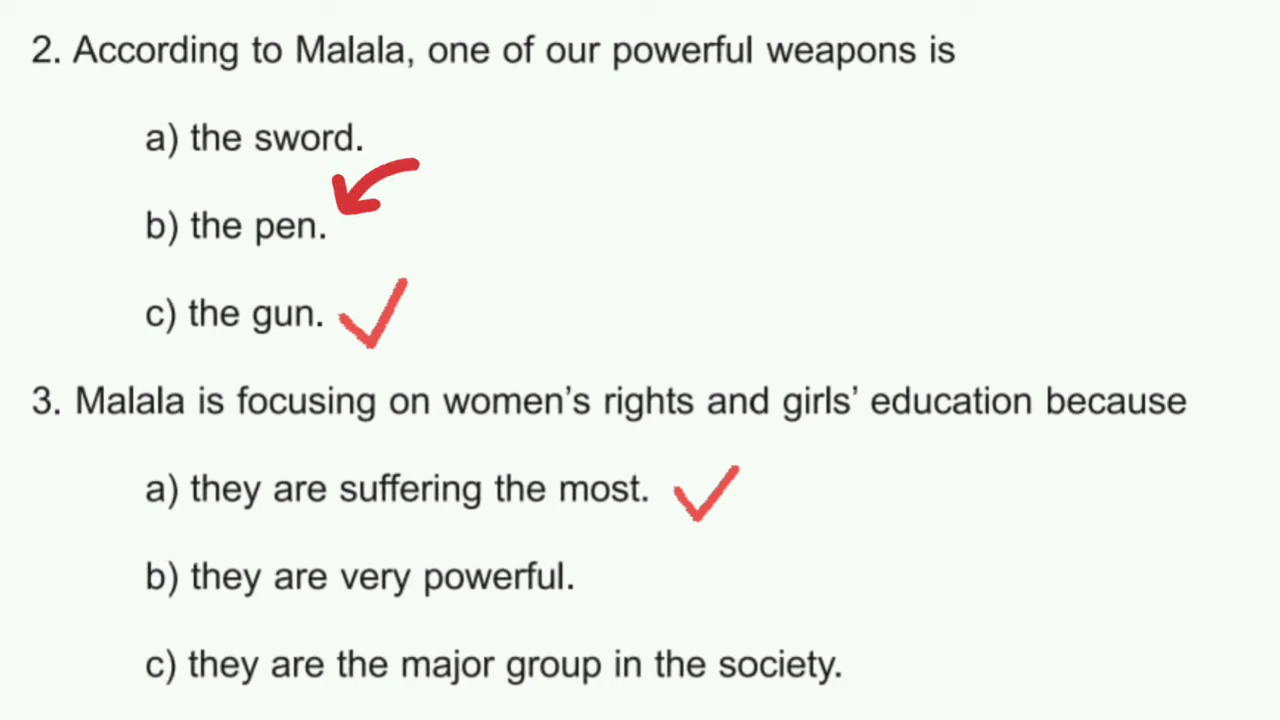 2. According to Malala, one of our powerful weapons is
a) the sword.
b) the pen.
c) the gun.
3. Malala is focusing on women’s rights and girls’ education because
a) they are suffering the most.
b) they are very powerful.
c) they are the major group in the society.